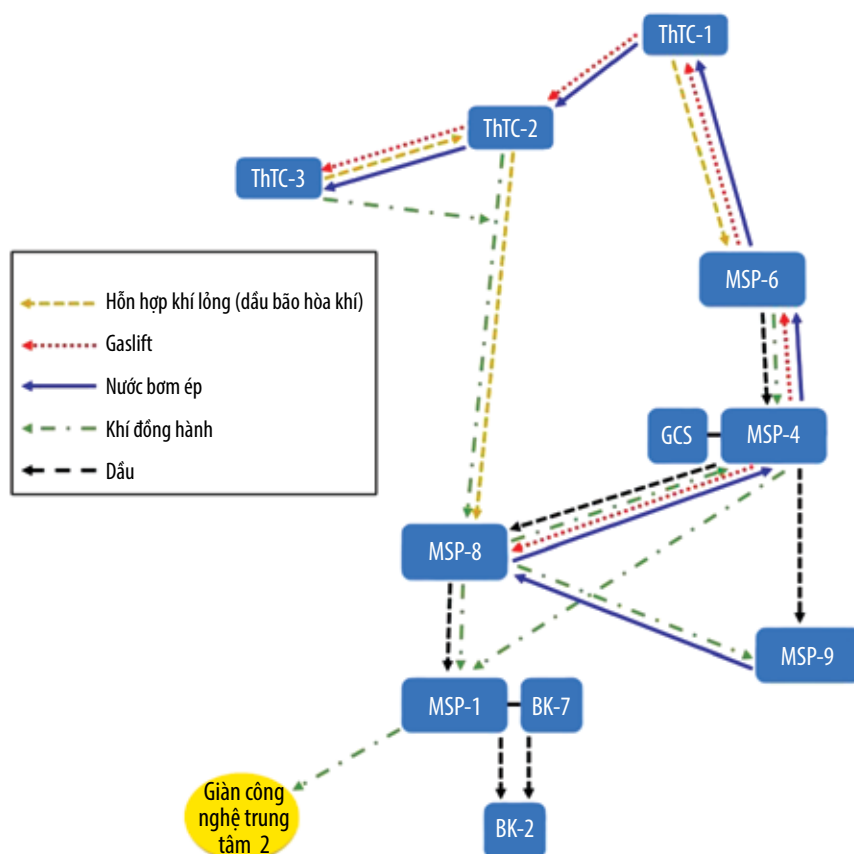 ThTC-1
ThTC-2
ThTC-3
Hỗn hợp khí lỏng (dầu bão hòa khí)
Gaslift
Nước bơm ép
Khí đồng hành
Dầu
MSP-6
GCS
MSP-4
MSP-8
MSP-9
MSP-1
BK-7
Giàn công
nghệ trung
tâm 2
BK-2